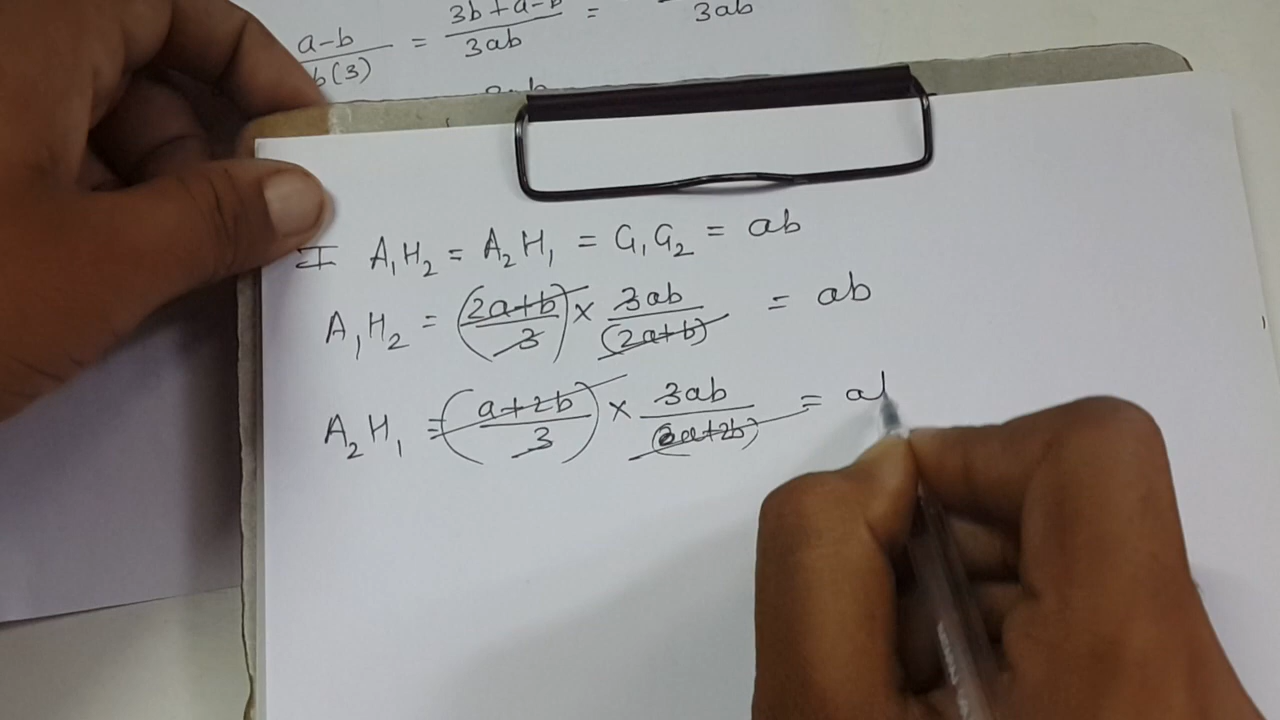 a-b / b(3) = 3b+a-b / 3ab =
3ab
I A₁H₂ = A₂H₁ = G₁G₂ = ab
A₁H₂ = (2a+b / 3) × 3ab / (2a+b) = ab
A₂H₁ = (a+2b / 3) × 3ab / (a+2b) = ab